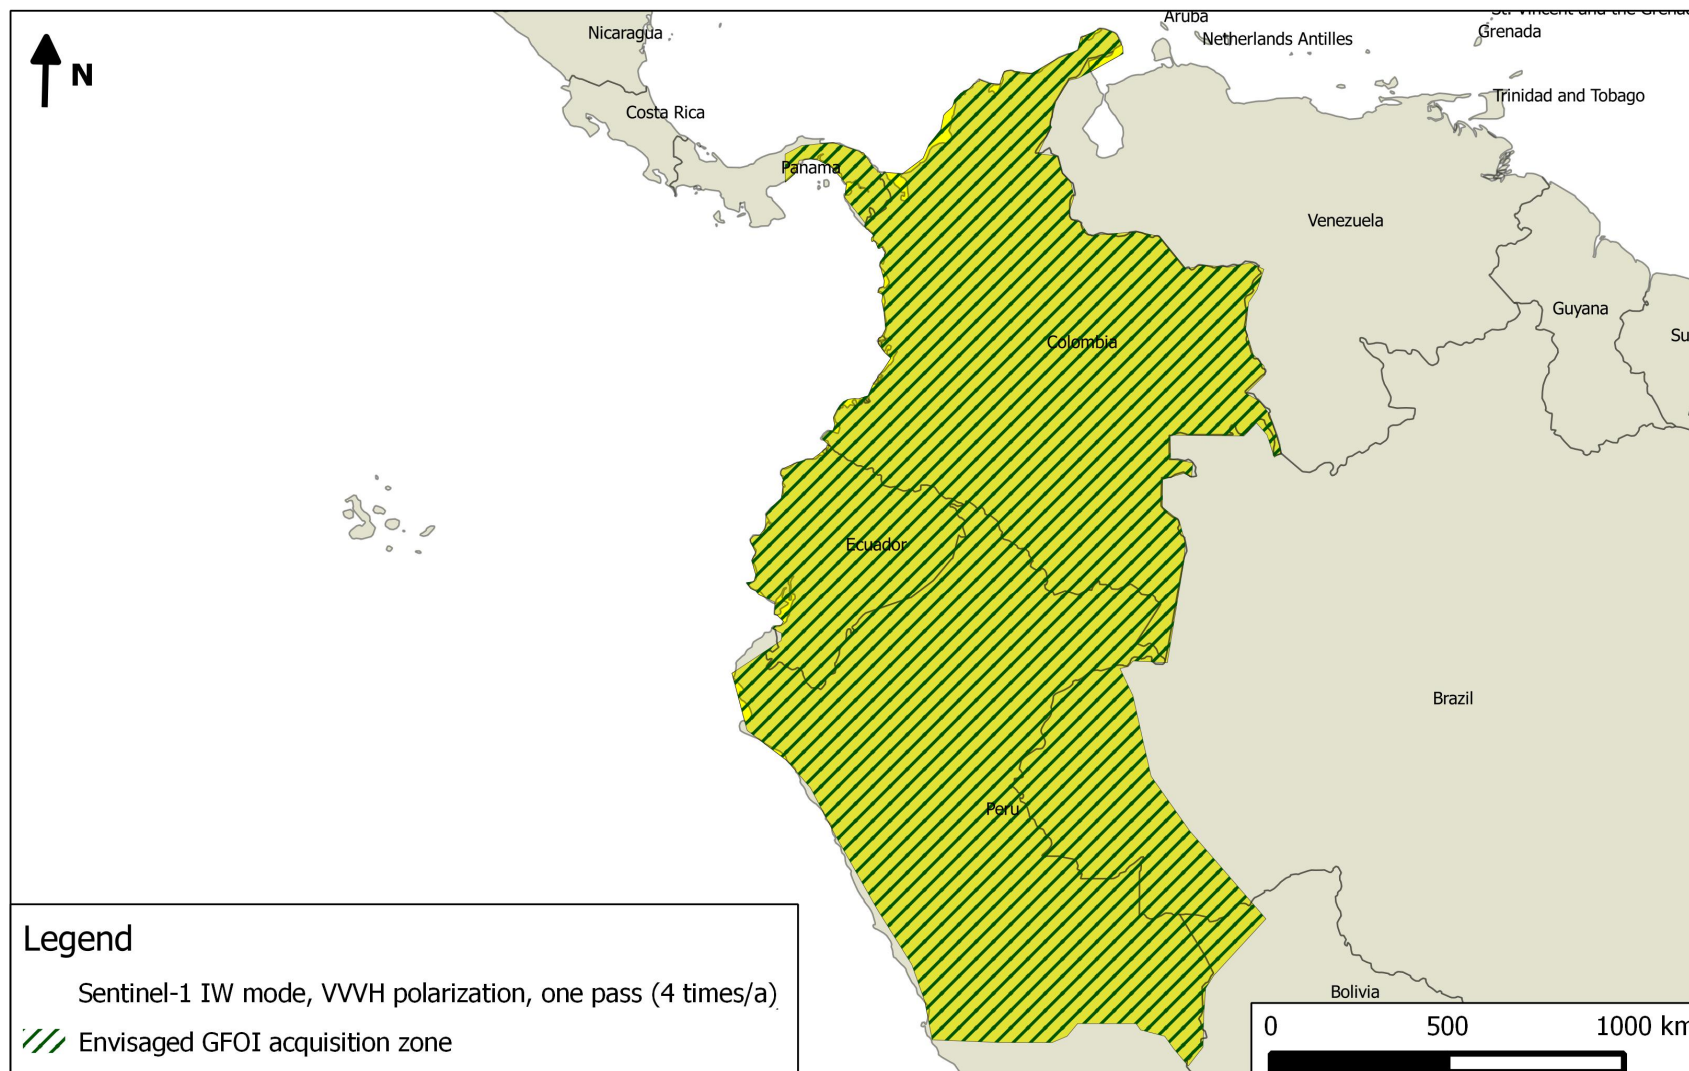 Aruba
Nicaragua
Grenada
Netherlands Antilles
N
Trinidad and Tobago
Costa Rica
Panama
Venezuela
Guyana
Su
Colombia
Ecuador
Brazil
Peru
Legend
Sentinel-1 IW mode, VVVH polarization, one pass (4 times/a)
Bolivia
0 500 1000 km
Envisaged GFOI acquisition zone